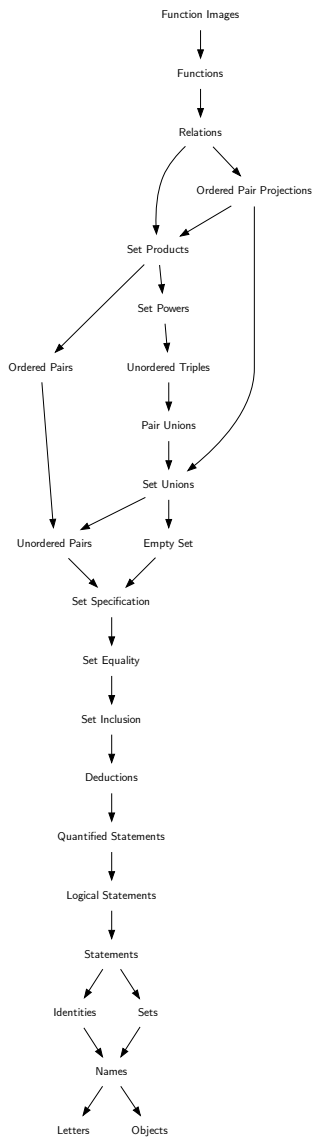 Function Images
Functions
Relations
Ordered Pair Projections
Set Products
Set Powers
Ordered Pairs
Unordered Triples
Pair Unions
Set Unions
Unordered Pairs
Empty Set
Set Specification
Set Equality
Set Inclusion
Deductions
Quantified Statements
Logical Statements
Statements
Identities
Sets
Names
Letters
Objects